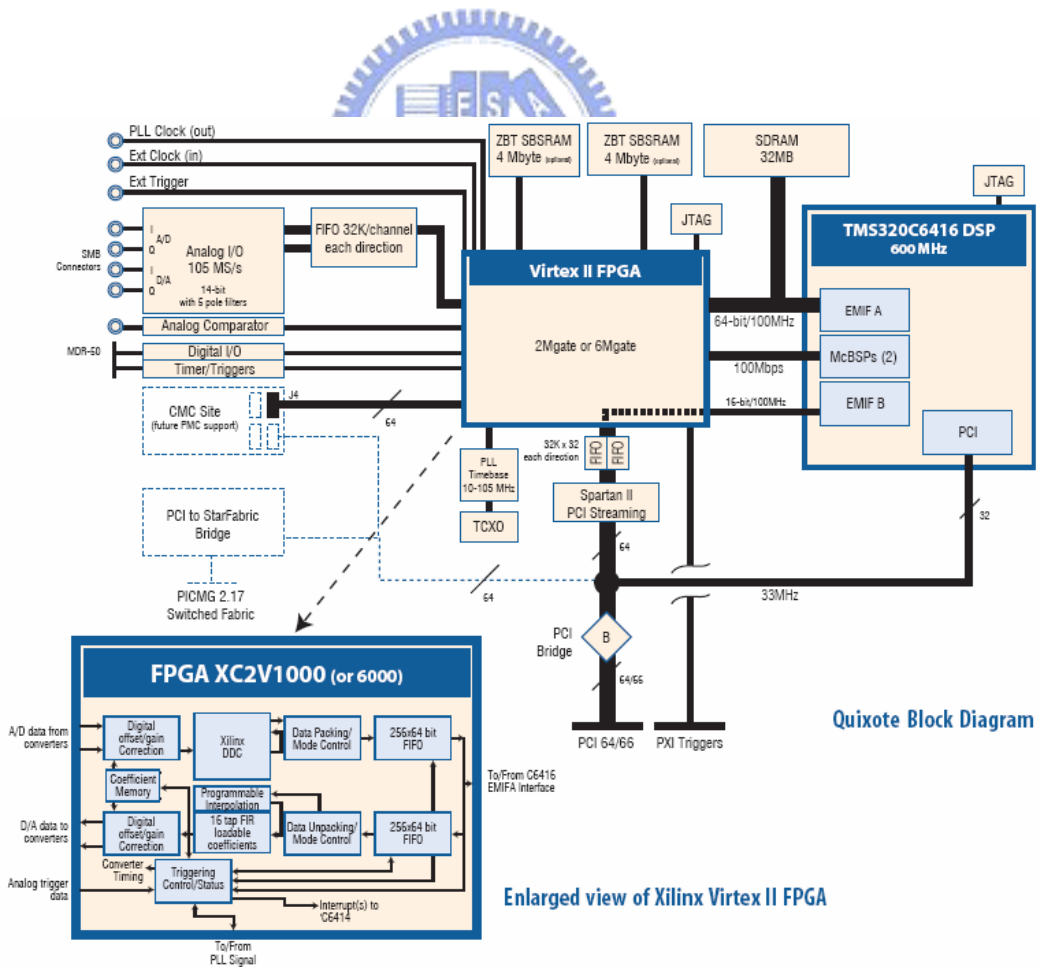 ESA
PLL Clock (out)
Ext Clock (in)
Ext Trigger
ZBT SBSRAM
4 Mbyte (optional)
ZBT SBSRAM
4 Mbyte (optional)
SDRAM
32MB
JTAG
JTAG
SMB
Connectors
I
A/D
Q
I
D/A
Q
Analog I/O
105 MS/s
14-bit
with 5 pole filters
FIFO 32K/channel
each direction
Analog Comparator
MDR-50
Digital I/O
Timer/Triggers
CMC Site
(future PMC support)
J4
64
Virtex II FPGA
2Mgate or 6Mgate
TMS320C6416 DSP
600 MHz
64-bit/100MHz
EMIF A
100Mbps
McBSPs (2)
16-bit/100MHz
EMIF B
PCI
32
PLL
Timebase
10-105 MHz
TCXO
32K x 32
each direction
FIFO
FIFO
Spartan II
PCI Streaming
64
PCI to StarFabric
Bridge
PICMG 2.17
Switched Fabric
64
33MHz
PCI
Bridge
B
64/66
PCI 64/66
PXI Triggers
Quixote Block Diagram
FPGA XC2V1000 (or 6000)
A/D data from
converters
Digital
offset/gain
Correction
Xilinx
DDC
Data Packing/
Mode Control
256x64 bit
FIFO
Coefficient
Memory
To/From C6416
EMIFA Interface
D/A data to
converters
Digital
offset/gain
Correction
Programmable
Interpolation
16 tap FIR
loadable
coefficients
Data Unpacking/
Mode Control
256x64 bit
FIFO
Converter
Timing
Analog trigger
data
Triggering
Control/Status
Interrupt(s) to
'C6414
To/From
PLL Signal
Enlarged view of Xilinx Virtex II FPGA